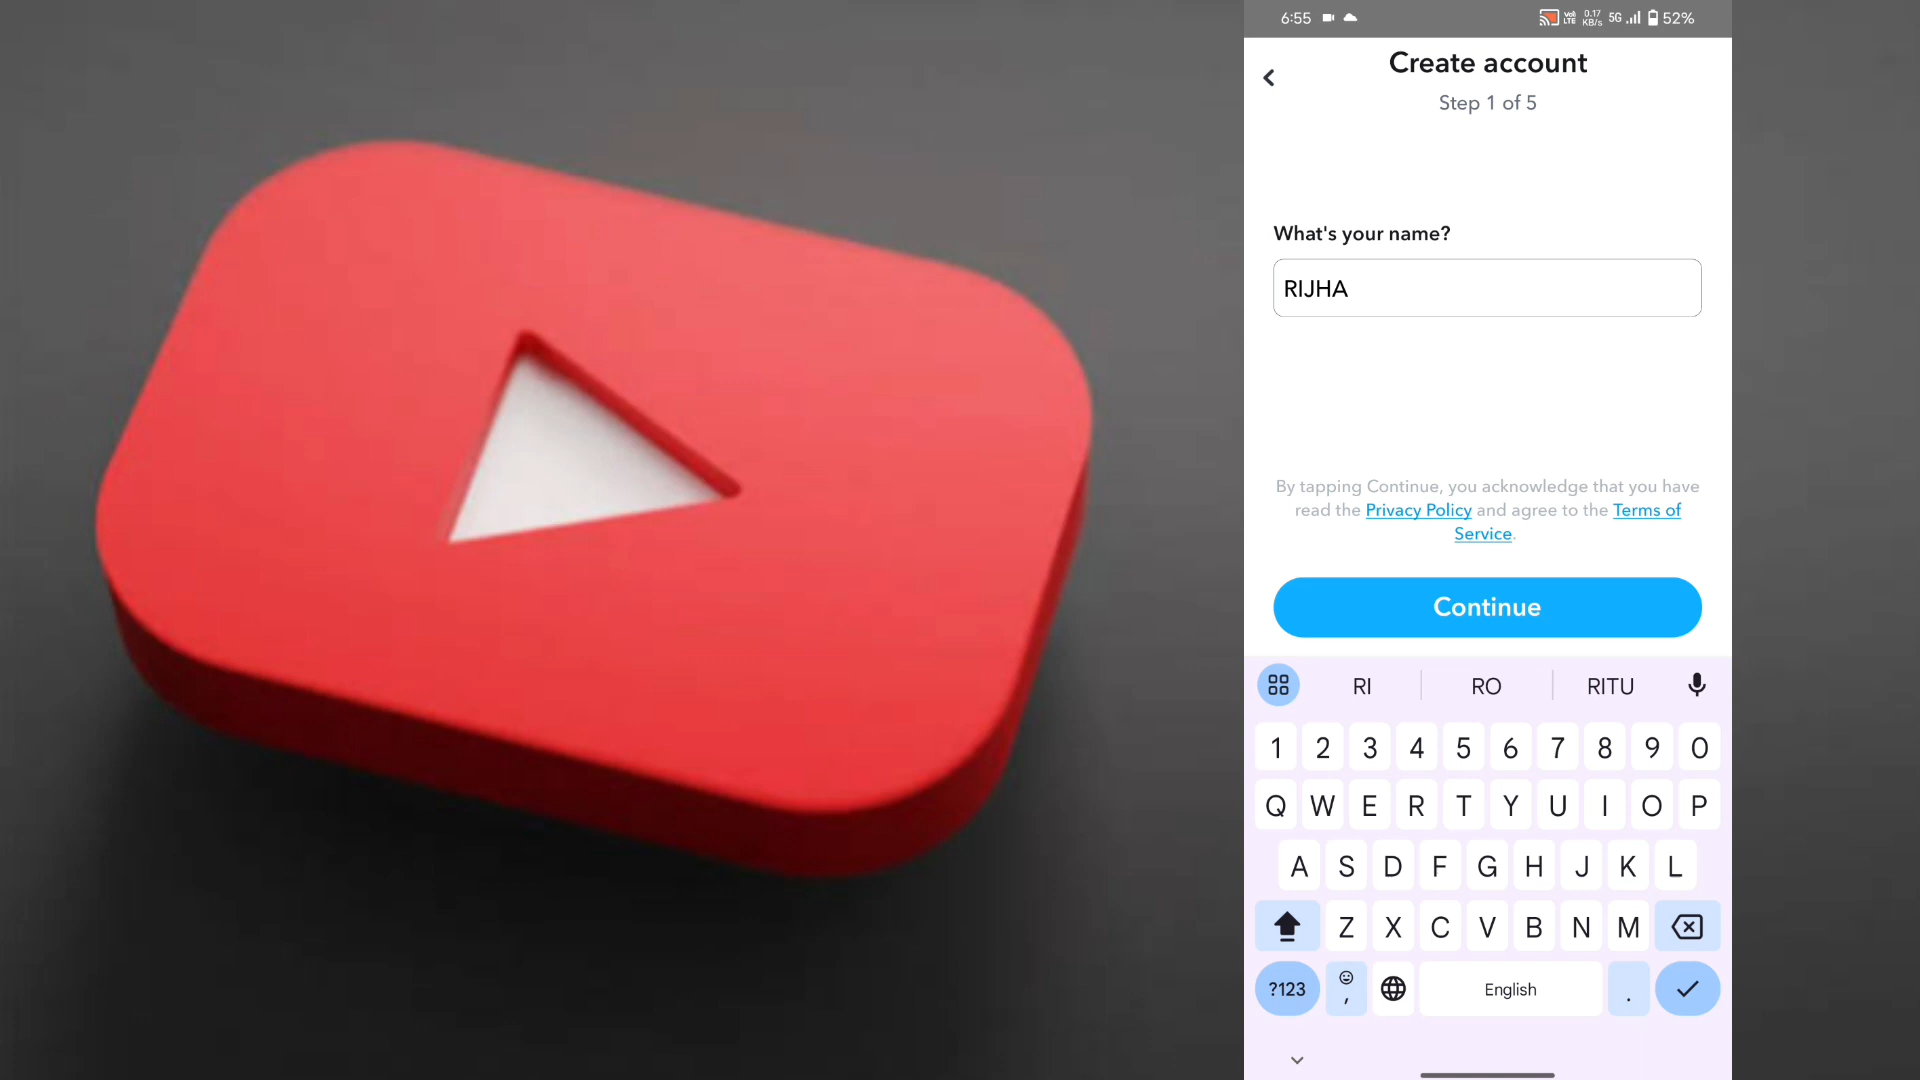 6:55 Vol LTE 0.17 KB/s 5G 52%
Create account
Step 1 of 5
What's your name?
RIJHA
By tapping Continue, you acknowledge that you have
read the Privacy Policy and agree to the Terms of
Service.
Continue
RI RO RITU
1 2 3 4 5 6 7 8 9 0
Q W E R T Y U I O P
A S D F G H J K L
Z X C V B N M
?123 , English .